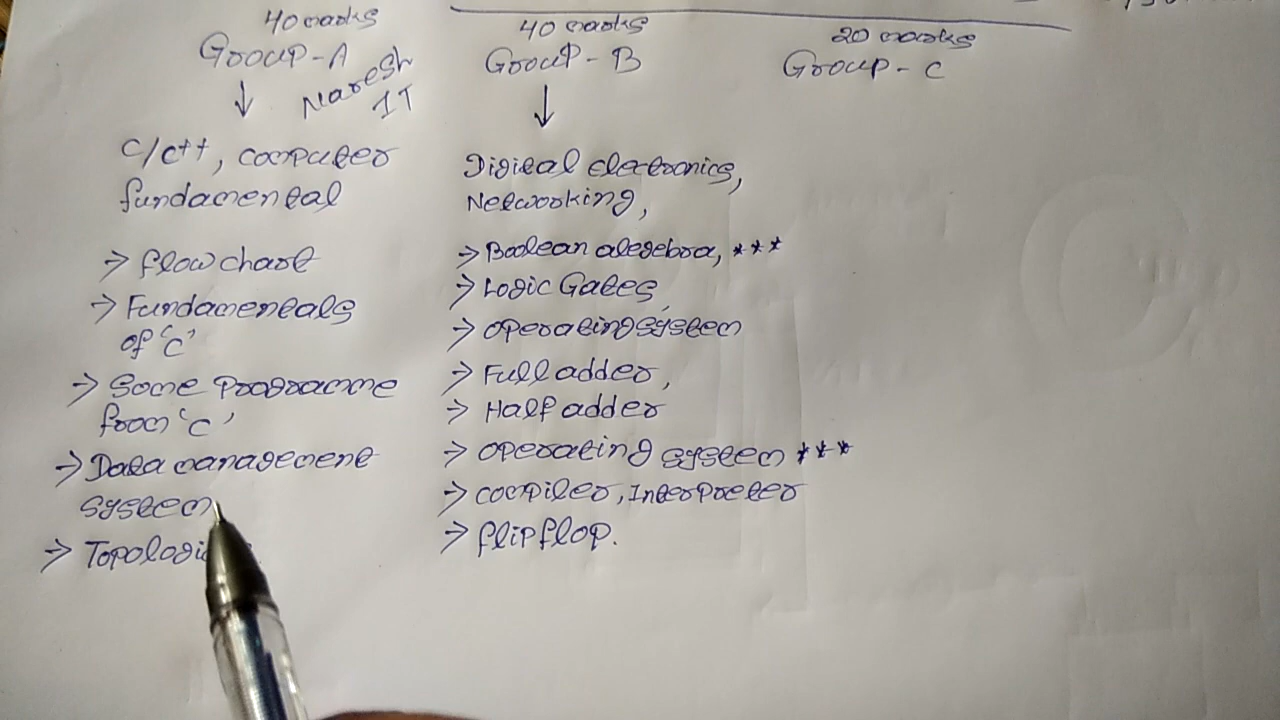 40 marks
Group-A
Naresh
IT
C/C++, computer
fundamental
→ flow chart
→ Fundamentals
of 'C'
→ Some Programme
from 'C'
→ Data management
system
→ Topologi
40 marks
Group - B
Digital electronics,
Networking,
→ Boolean alegebra, ***
→ Logic Gates,
→ operating system
→ Full adder,
→ Half adder
→ operating system ***
→ compiler, Interpreter
→ flipflop.
20 marks
Group - C